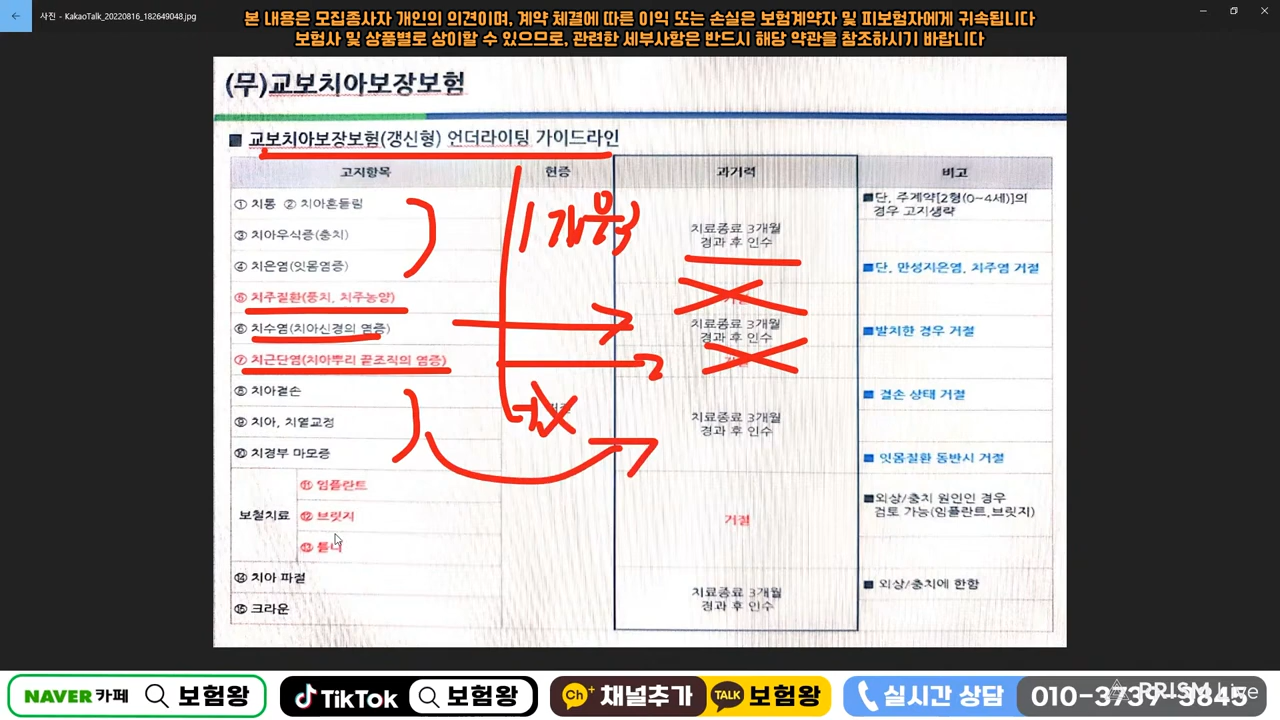 사진 - KakaoTalk_20220816_182649048.jpg
본 내용은 모집종사자 개인의 의견이며, 계약 체결에 따른 이익 또는 손실은 보험계약자 및 피보험자에게 귀속됩니다
보험사 및 상품별로 상이할 수 있으므로, 관련한 세부사항은 반드시 해당 약관을 참조하시기 바랍니다
(무)교보치아보장보험
■ 교보치아보장보험(갱신형) 언더라이팅 가이드라인
고지항목 현증 과거력 비고
① 치통 ② 치아흔들림
③ 치아우식증(충치)
④ 치은염(잇몸염증)
⑤ 치주질환(풍치, 치주농양)
⑥ 치수염(치아신경의 염증)
⑦ 치근단염(치아뿌리 끝조직의 염증)
⑧ 치아결손
⑨ 치아, 치열교정
⑩ 치경부 마모증
보철치료
⑪ 임플란트
⑫ 브릿지
⑬ 틀니
⑭ 치아 파절
⑮ 크라운
1개월
치료종료 3개월
경과 후 인수
치료종료 3개월
경과 후 인수
치료종료 3개월
경과 후 인수
거절
치료종료 3개월
경과 후 인수
■단, 주계약[2형(0~4세)]의
경우 고지생략
■단, 만성지은염, 치주염 거절
■발치한 경우 거절
■ 결손 상태 거절
■ 잇몸질환 동반시 거절
■외상/충치 원인인 경우
검토 가능(임플란트,브릿지)
■ 외상/충치에 한함
NAVER 카페 보험왕
TikTok 보험왕
Ch+ 채널추가 TALK 보험왕
실시간 상담 010-3739-5845
PRISM Live